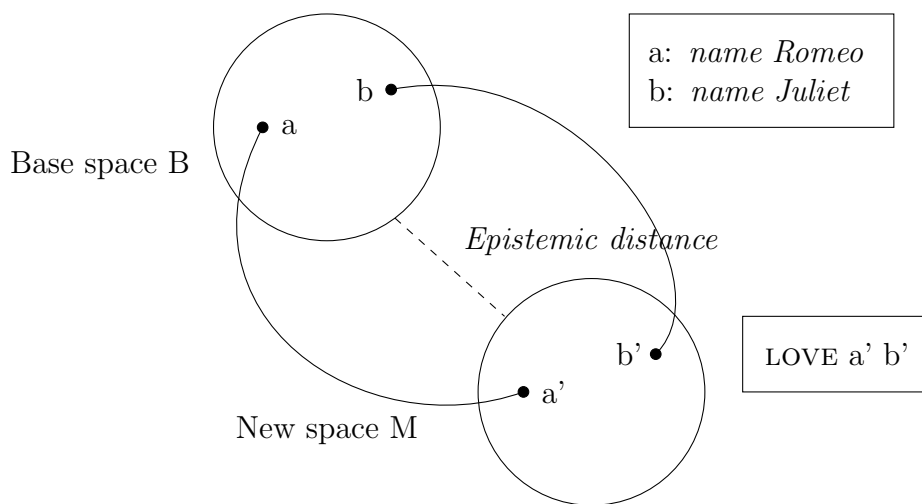 a: name Romeo
b: name Juliet
b
a
Base space B
Epistemic distance
b'
LOVE a' b'
a'
New space M